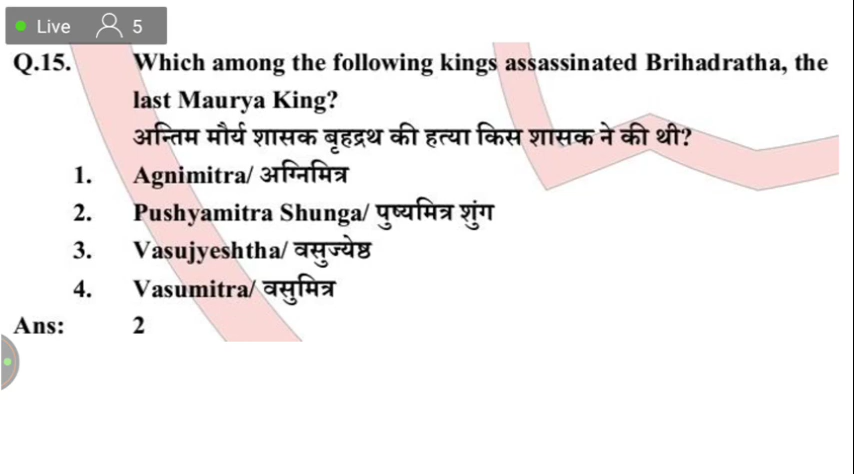 Live 5
Q.15. Which among the following kings assassinated Brihadratha, the
last Maurya King?
अन्तिम मौर्य शासक बृहद्रथ की हत्या किस शासक ने की थी?
1. Agnimitra/ अग्निमित्र
2. Pushyamitra Shunga/ पुष्यमित्र शुंग
3. Vasujyeshtha/ वसुज्येष्ठ
4. Vasumitra/ वसुमित्र
Ans: 2